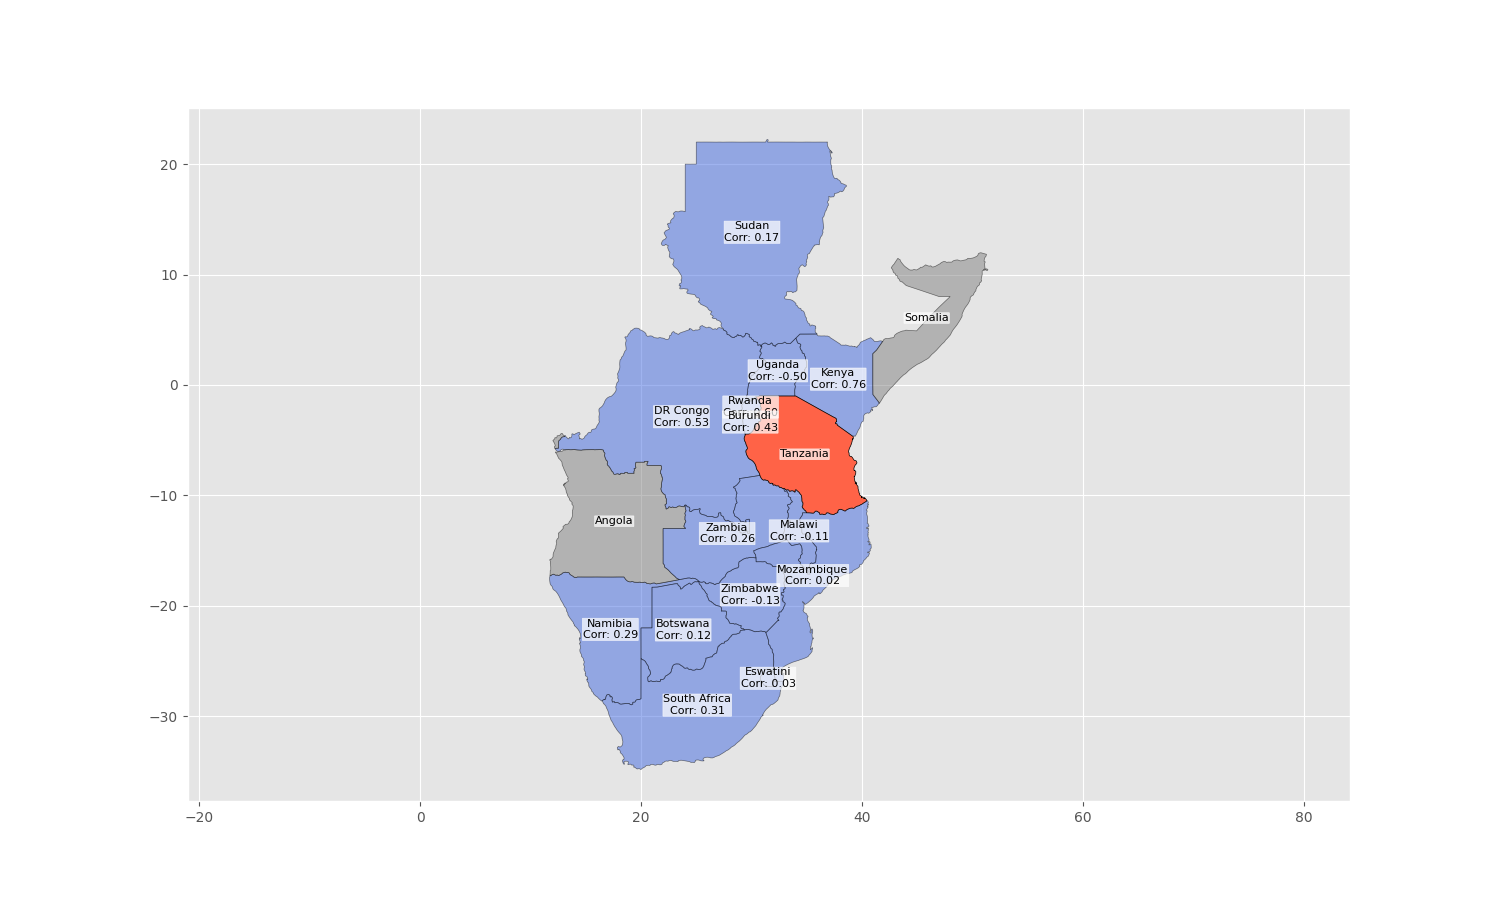 20
10
0
−10
−20
−30
Sudan
Corr: 0.17
Somalia
Uganda
Corr: -0.50
Kenya
Corr: 0.76
Rwanda
DR Congo
Corr: 0.53
Burundi
Corr: 0.43
Tanzania
Angola
Zambia
Corr: 0.26
Malawi
Corr: -0.11
Mozambique
Corr: 0.02
Zimbabwe
Corr: -0.13
Namibia
Corr: 0.29
Botswana
Corr: 0.12
Eswatini
Corr: 0.03
South Africa
Corr: 0.31
−20
0
20
40
60
80